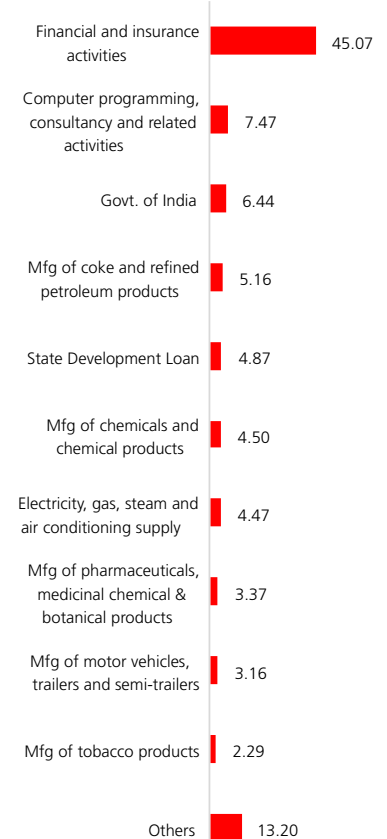 Financial and insurance
activities
45.07
Computer programming,
consultancy and related
activities
7.47
Govt. of India
6.44
Mfg of coke and refined
petroleum products
5.16
State Development Loan
4.87
Mfg of chemicals and
chemical products
4.50
Electricity, gas, steam and
air conditioning supply
4.47
Mfg of pharmaceuticals,
medicinal chemical &
botanical products
3.37
Mfg of motor vehicles,
trailers and semi-trailers
3.16
Mfg of tobacco products
2.29
Others
13.20